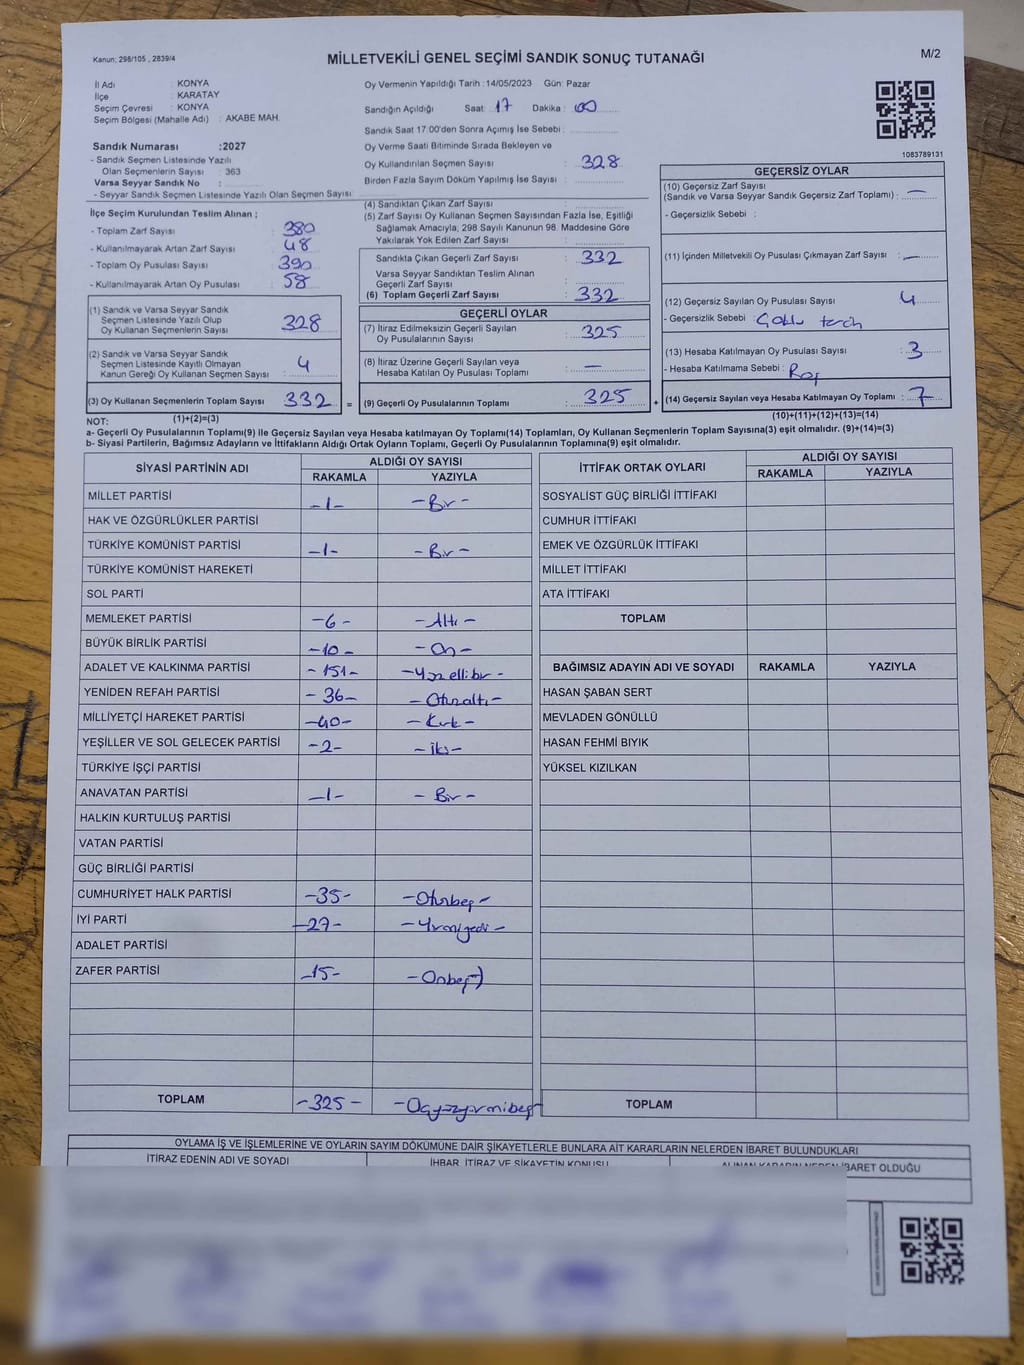 Kanun; 298/105 , 2839/4
MİLLETVEKİLİ GENEL SEÇİMİ SANDIK SONUÇ TUTANAĞI
M/2
İl Adı : KONYA
İlçe : KARATAY
Seçim Çevresi : KONYA
Seçim Bölgesi (Mahalle Adı) : AKABE MAH.
Oy Vermenin Yapıldığı Tarih :14/05/2023 Gün: Pazar
Sandığın Açıldığı Saat: 17 Dakika : 00
Sandık Saat 17:00'den Sonra Açımış İse Sebebi :
Sandık Numarası :2027
- Sandık Seçmen Listesinde Yazılı
Olan Seçmenlerin Sayısı : 363
Varsa Seyyar Sandık No :
- Seyyar Sandık Seçmen Listesinde Yazılı Olan Seçmen Sayısı :
Oy Verme Saati Bitiminde Sırada Bekleyen ve
Oy Kullandırılan Seçmen Sayısı : 328
Birden Fazla Sayım Döküm Yapılmış İse Sayısı :
1083789131
İlçe Seçim Kurulundan Teslim Alınan ;
- Toplam Zarf Sayısı : 380
- Kullanılmayarak Artan Zarf Sayısı : 48
- Toplam Oy Pusulası Sayısı : 390
- Kullanılmayarak Artan Oy Pusulası : 58
(4) Sandıktan Çıkan Zarf Sayısı :
(5) Zarf Sayısı Oy Kullanan Seçmen Sayısından Fazla İse, Eşitliği
Sağlamak Amacıyla; 298 Sayılı Kanunun 98. Maddesine Göre
Yakılarak Yok Edilen Zarf Sayısı :
Sandıkta Çıkan Geçerli Zarf Sayısı : 332
Varsa Seyyar Sandıktan Teslim Alınan
Geçerli Zarf Sayısı :
(6) Toplam Geçerli Zarf Sayısı : 332
GEÇERSİZ OYLAR
(10) Geçersiz Zarf Sayısı
(Sandık ve Varsa Seyyar Sandık Geçersiz Zarf Toplamı) : —
- Geçersizlik Sebebi :
(11) İçinden Milletvekili Oy Pusulası Çıkmayan Zarf Sayısı : —
(12) Geçersiz Sayılan Oy Pusulası Sayısı : 4
- Geçersizlik Sebebi : Çoklu tercih
(13) Hesaba Katılmayan Oy Pusulası Sayısı : 3
- Hesaba Katılmama Sebebi : Boş
(14) Geçersiz Sayılan veya Hesaba Katılmayan Oy Toplamı : 7
(10)+(11)+(12)+(13)=(14)
(1) Sandık ve Varsa Seyyar Sandık
Seçmen Listesinde Yazılı Olup
Oy Kullanan Seçmenlerin Sayısı : 328
(2) Sandık ve Varsa Seyyar Sandık
Seçmen Listesinde Kayıtlı Olmayan
Kanun Gereği Oy Kullanan Seçmen Sayısı : 4
(3) Oy Kullanan Seçmenlerin Toplam Sayısı : 332 =
(1)+(2)=(3)
GEÇERLİ OYLAR
(7) İtiraz Edilmeksizin Geçerli Sayılan
Oy Pusulalarının Sayısı : 325
(8) İtiraz Üzerine Geçerli Sayılan veya
Hesaba Katılan Oy Pusulası Toplamı : —
(9) Geçerli Oy Pusulalarının Toplamı : 325 +
NOT:
a- Geçerli Oy Pusulalarının Toplamı(9) ile Geçersiz Sayılan veya Hesaba katılmayan Oy Toplamı(14) Toplamları, Oy Kullanan Seçmenlerin Toplam Sayısına(3) eşit olmalıdır. (9)+(14)=(3)
b- Siyasi Partilerin, Bağımsız Adayların ve İttifakların Aldığı Ortak Oyların Toplamı, Geçerli Oy Pusulalarının Toplamına(9) eşit olmalıdır.
SİYASİ PARTİNİN ADI ALDIĞI OY SAYISI
RAKAMLA YAZIYLA
MİLLET PARTİSİ -1- -Bir-
HAK VE ÖZGÜRLÜKLER PARTİSİ
TÜRKİYE KOMÜNİST PARTİSİ -1- -Bir-
TÜRKİYE KOMÜNİST HAREKETİ
SOL PARTİ
MEMLEKET PARTİSİ -6- -Altı-
BÜYÜK BİRLİK PARTİSİ -10- -On-
ADALET VE KALKINMA PARTİSİ -151- -Yüzellibir-
YENİDEN REFAH PARTİSİ -36- -Otuzaltı-
MİLLİYETÇİ HAREKET PARTİSİ -40- -Kırk-
YEŞİLLER VE SOL GELECEK PARTİSİ -2- -iki-
TÜRKİYE İŞÇİ PARTİSİ
ANAVATAN PARTİSİ -1- -Bir-
HALKIN KURTULUŞ PARTİSİ
VATAN PARTİSİ
GÜÇ BİRLİĞİ PARTİSİ
CUMHURİYET HALK PARTİSİ -35- -Otuzbeş-
İYİ PARTİ -27- -Yirmiyedi-
ADALET PARTİSİ
ZAFER PARTİSİ -15- -Onbeş-
TOPLAM -325- -Üçyüzyirmibeş
İTTİFAK ORTAK OYLARI ALDIĞI OY SAYISI
RAKAMLA YAZIYLA
SOSYALİST GÜÇ BİRLİĞİ İTTİFAKI
CUMHUR İTTİFAKI
EMEK VE ÖZGÜRLÜK İTTİFAKI
MİLLET İTTİFAKI
ATA İTTİFAKI
TOPLAM
BAĞIMSIZ ADAYIN ADI VE SOYADI RAKAMLA YAZIYLA
HASAN ŞABAN SERT
MEVLADEN GÖNÜLLÜ
HASAN FEHMİ BIYIK
YÜKSEL KIZILKAN
TOPLAM
OYLAMA İŞ VE İŞLEMLERİNE VE OYLARIN SAYIM DÖKÜMÜNE DAİR ŞİKAYETLERLE BUNLARA AİT KARARLARIN NELERDEN İBARET BULUNDUKLARI
İTİRAZ EDENİN ADI VE SOYADI İHBAR, İTİRAZ VE ŞİKAYETİN KONUSU ALINAN KARARIN NEDEN İBARET OLDUĞU